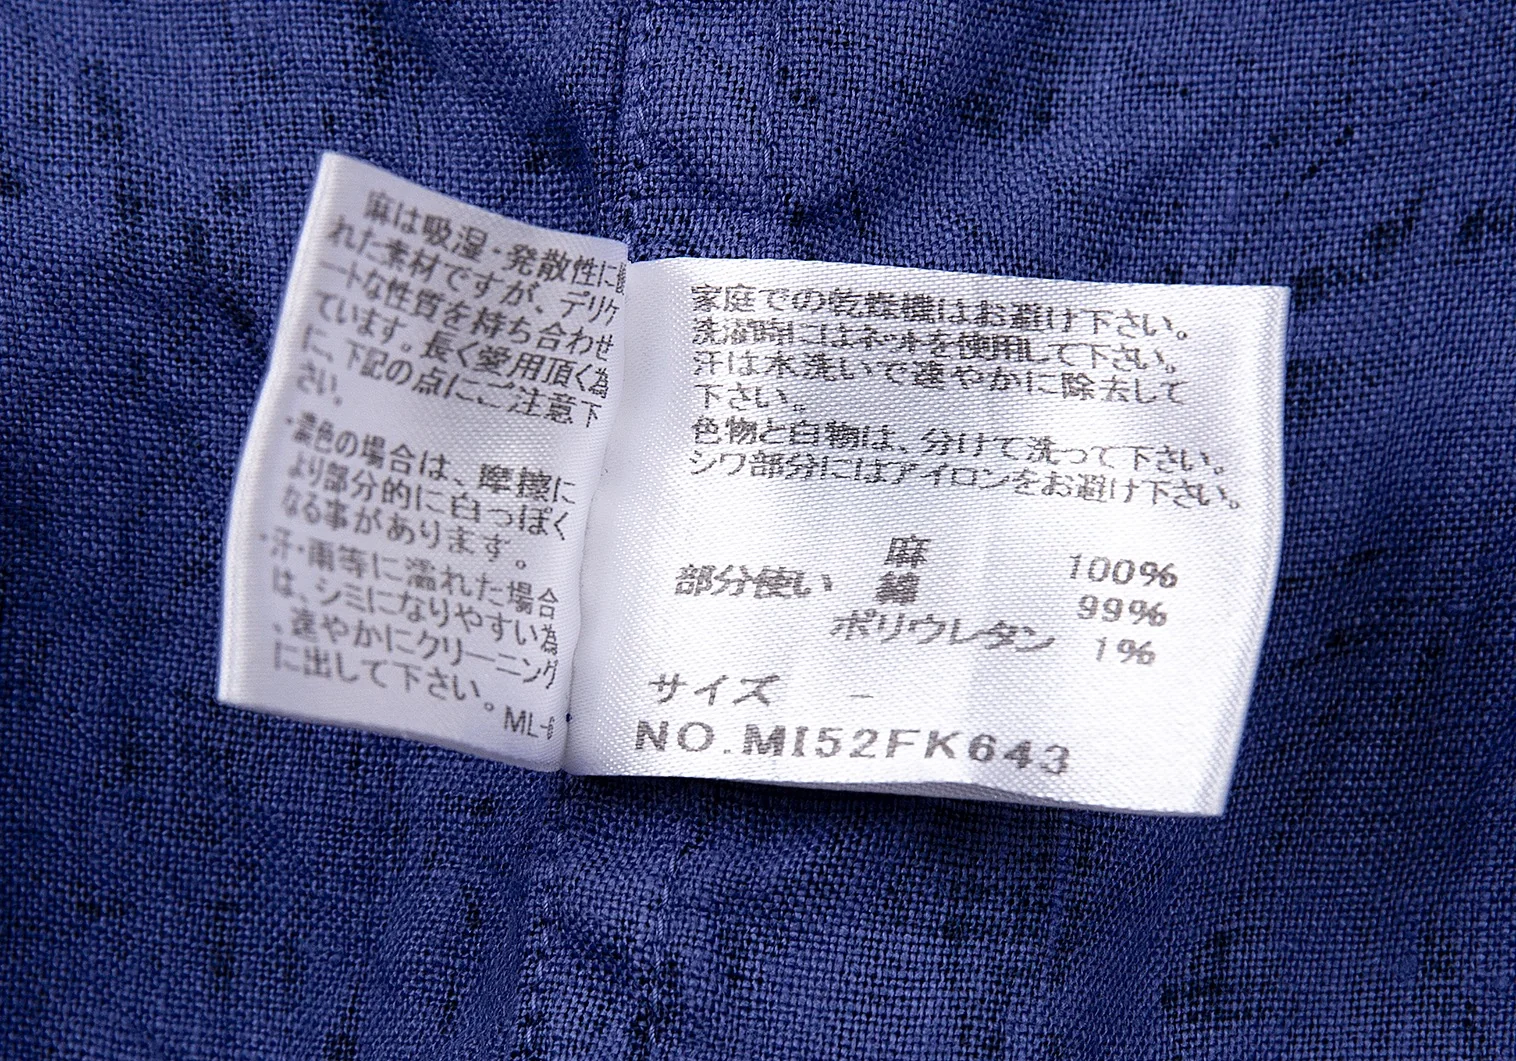 麻は吸湿・発散性に優
れた素材ですが、デリケ
ートな性質を持ち合わせ
ています。長く愛用頂く為
に、下記の点にご注意下
さい。
・濃色の場合は、摩擦に
より部分的に白っぽく
なる事があります。
・汗・雨等に濡れた場合
は、シミになりやすい為
、速やかにクリーニング
に出して下さい。
ML-6
家庭での乾燥機はお避け下さい。
洗濯時にはネットを使用して下さい。
汗は水洗いで速やかに除去して
下さい。
色物と白物は、分けて洗って下さい。
シワ部分にはアイロンをお避け下さい。
麻 100%
部分使い 綿 99%
ポリウレタン 1%
サイズ -
NO.MI52FK643